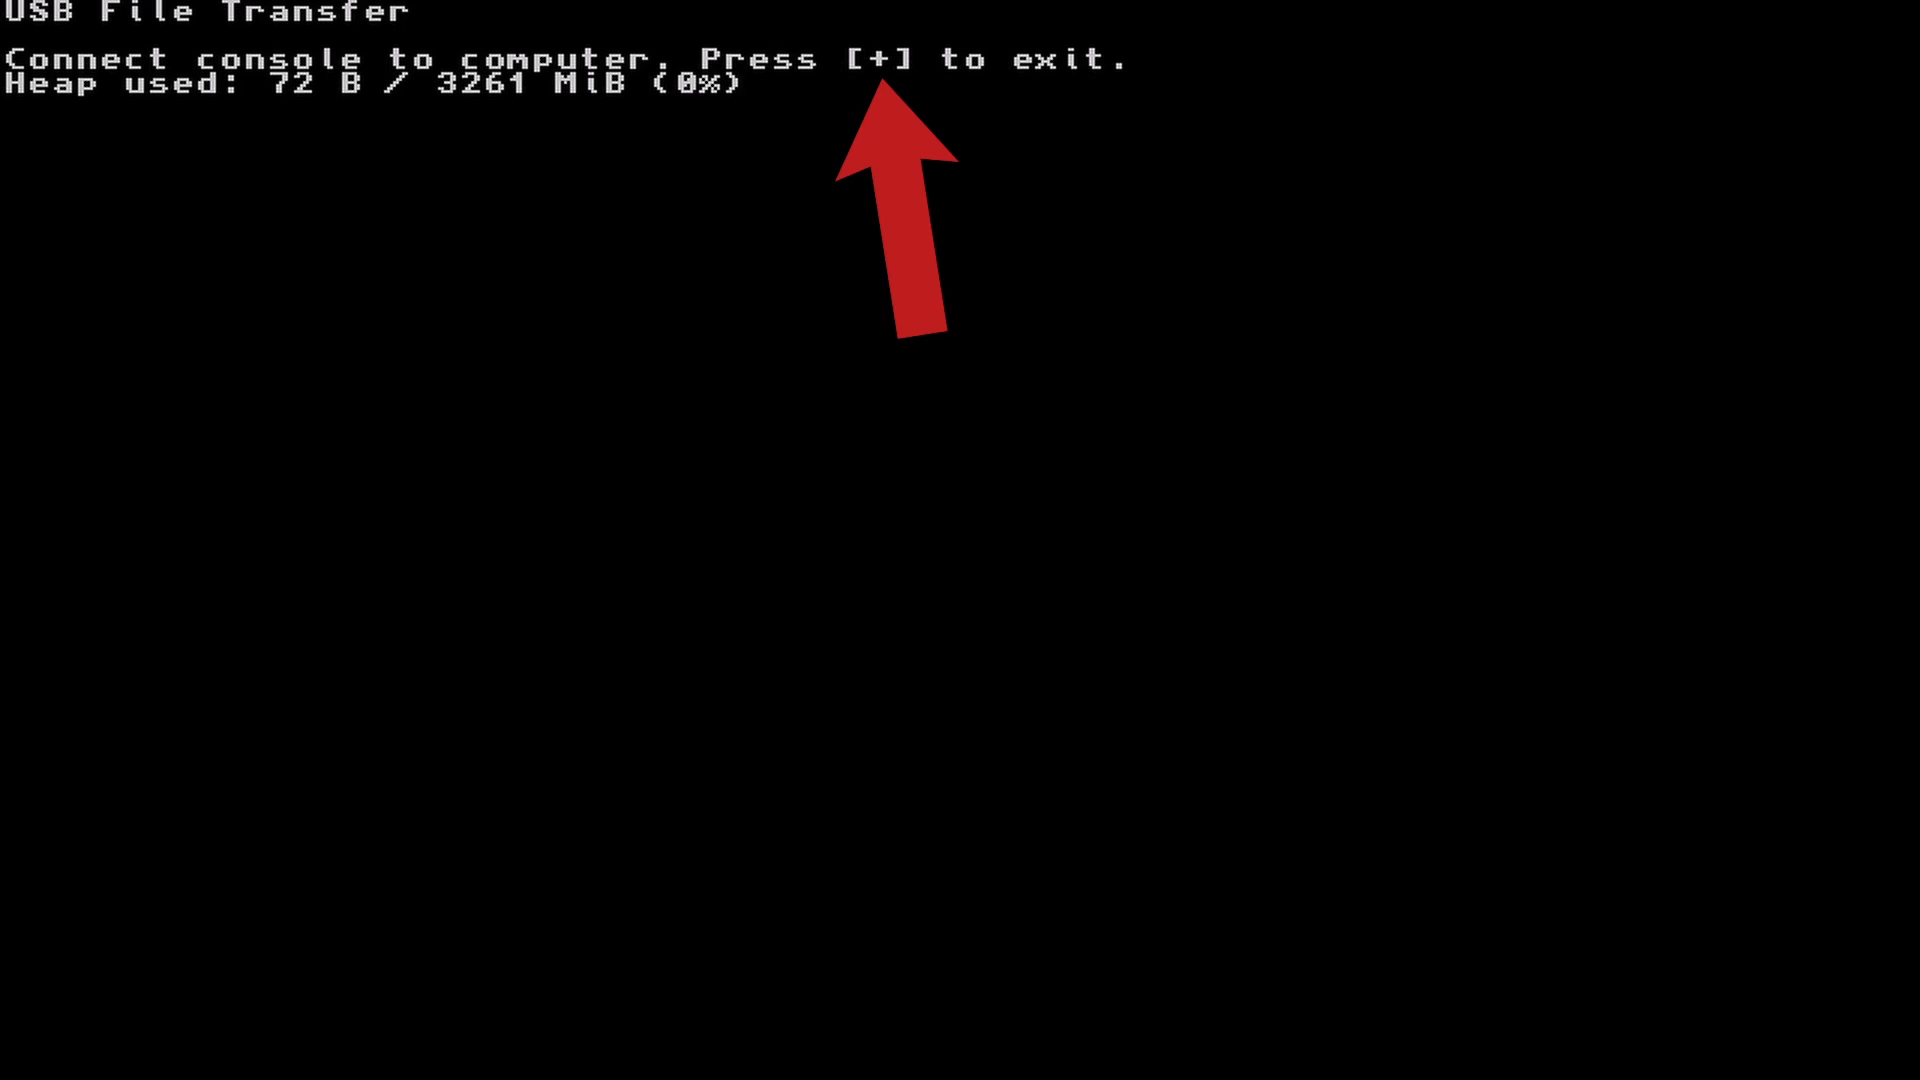 USB File Transfer
Connect console to computer. Press [+] to exit.
Heap used: 72 B / 3261 MiB (0%)